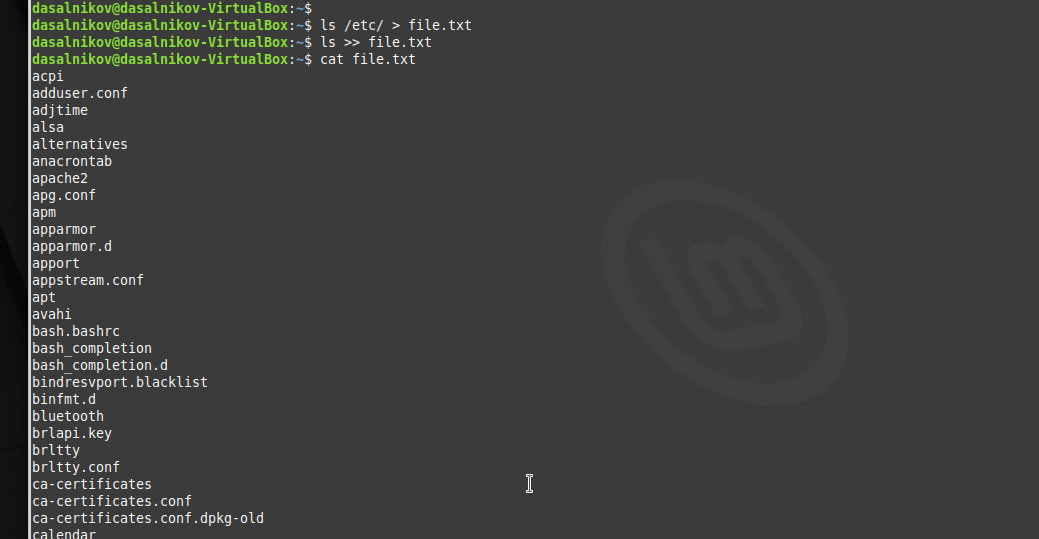 dasalnikov@dasalnikov-VirtualBox:~$
dasalnikov@dasalnikov-VirtualBox:~$ ls /etc/ > file.txt
dasalnikov@dasalnikov-VirtualBox:~$ ls >> file.txt
dasalnikov@dasalnikov-VirtualBox:~$ cat file.txt
acpi
adduser.conf
adjtime
alsa
alternatives
anacrontab
apache2
apg.conf
apm
apparmor
apparmor.d
apport
appstream.conf
apt
avahi
bash.bashrc
bash_completion
bash_completion.d
bindresvport.blacklist
binfmt.d
bluetooth
brlapi.key
brltty
brltty.conf
ca-certificates
ca-certificates.conf
ca-certificates.conf.dpkg-old
calendar